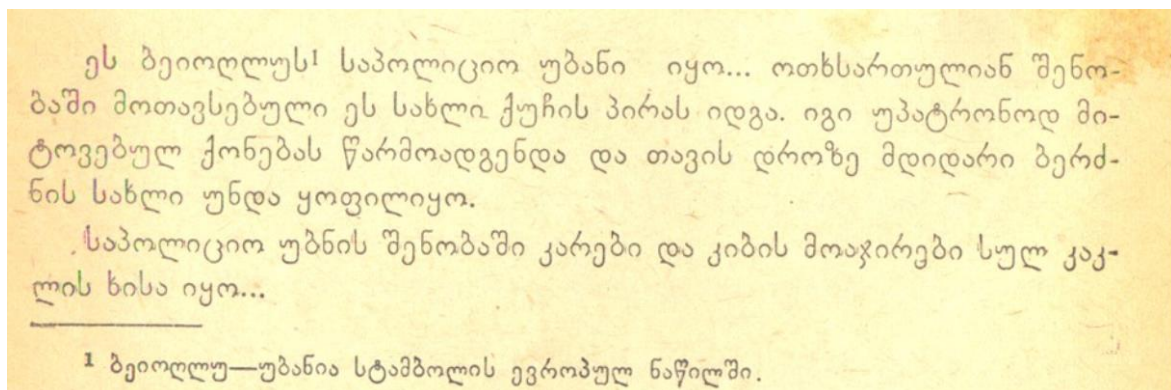 ეს ბეიოღლუს¹ საპოლიციო უბანი იყო... ოთხსართულიან შენო-
ბაში მოთავსებული ეს სახლი ქუჩის პირას იდგა. იგი უპატრონოდ მი-
ტოვებულ ქონებას წარმოადგენდა და თავის დროზე მდიდარი ბერძ-
ნის სახლი უნდა ყოფილიყო.
საპოლიციო უბნის შენობაში კარები და კიბის მოაჯირები სულ კაკ-
ლის ხისა იყო...
1 ბეიოღლუ—უბანია სტამბოლის ევროპულ ნაწილში.